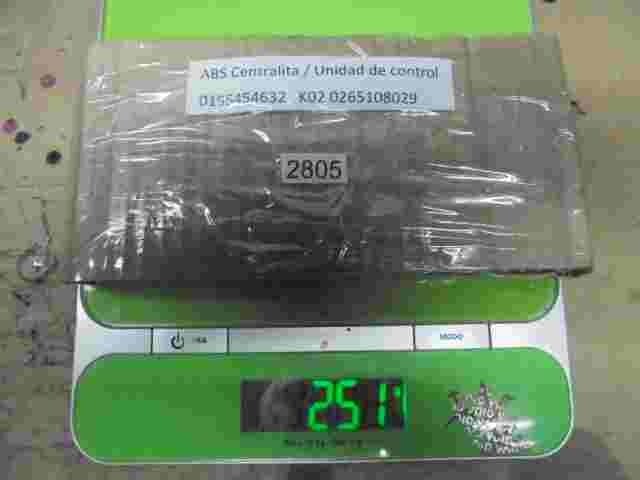 ABS Centralita / Unidad de control
0155454632 K02 0265108029
2805
MODO
251